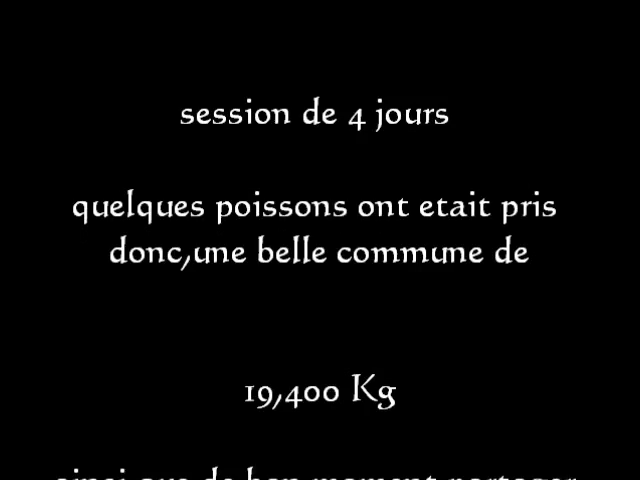 session de 4 jours
quelques poissons ont etait pris
donc,une belle commune de
19,400 Kg
ainsi que de bon moment partager